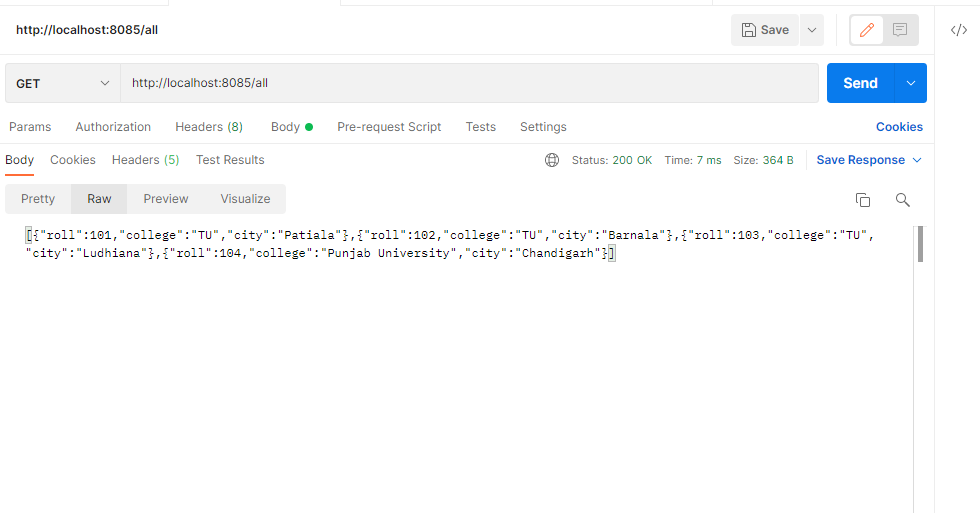 http://localhost:8085/all
Save
GET
http://localhost:8085/all
Send
Params Authorization Headers (8) Body Pre-request Script Tests Settings Cookies
Body Cookies Headers (5) Test Results Status: 200 OK Time: 7 ms Size: 364 B Save Response
Pretty Raw Preview Visualize
[{"roll":101,"college":"TU","city":"Patiala"},{"roll":102,"college":"TU","city":"Barnala"},{"roll":103,"college":"TU",
"city":"Ludhiana"},{"roll":104,"college":"Punjab University","city":"Chandigarh"}]